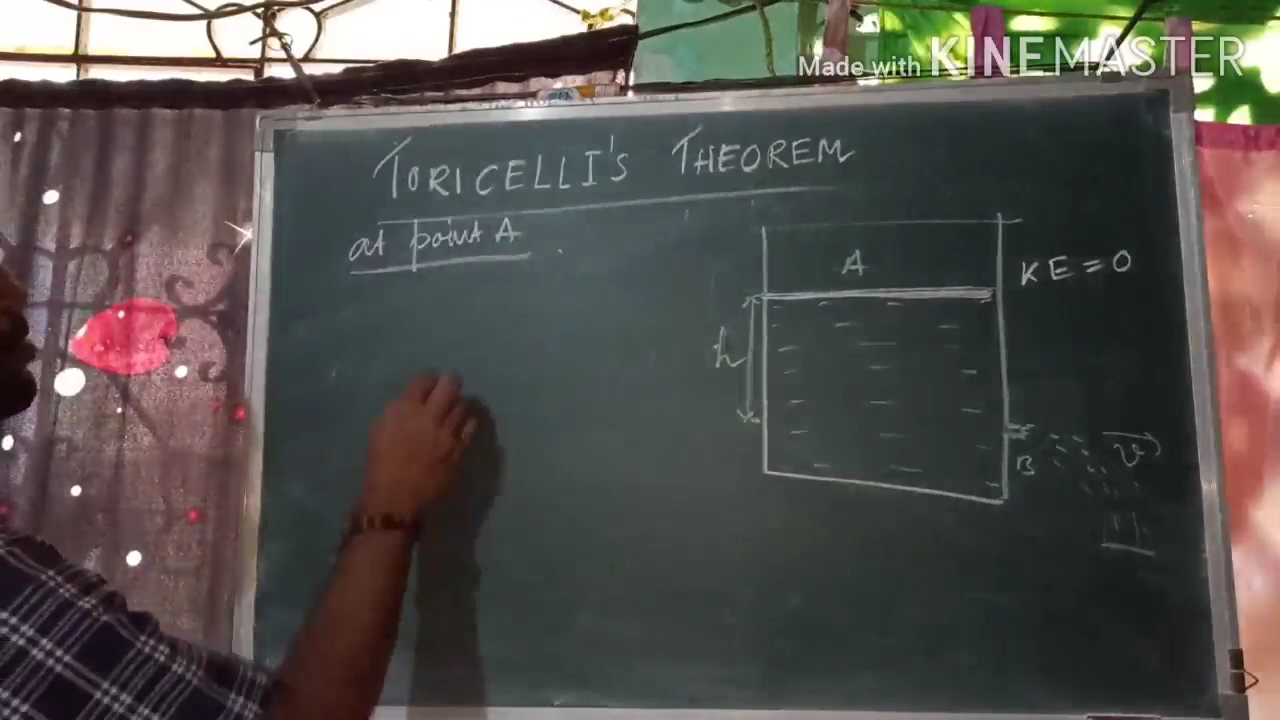 Made with KINEMASTER
TORICELLI'S THEOREM
at point A
A
KE = 0
h
B
v